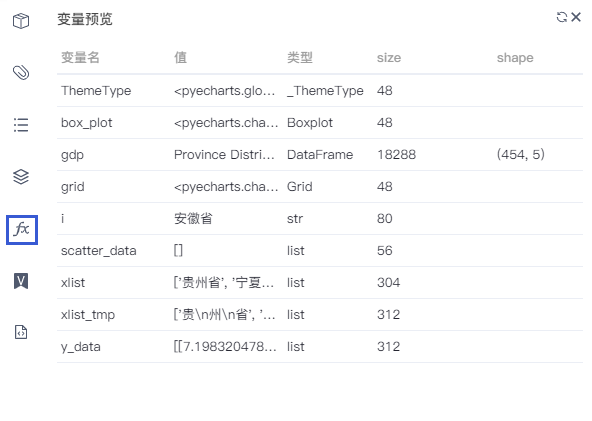 变量预览
变量名 值 类型 size shape
ThemeType <pyecharts.glo... _ThemeType 48
box_plot <pyecharts.cha... Boxplot 48
gdp Province Distri... DataFrame 18288 (454, 5)
grid <pyecharts.cha... Grid 48
i 安徽省 str 80
scatter_data [] list 56
xlist ['贵州省', '宁夏... list 304
xlist_tmp ['贵\n州\n省', '... list 312
y_data [[7.198320478... list 312
fx
V